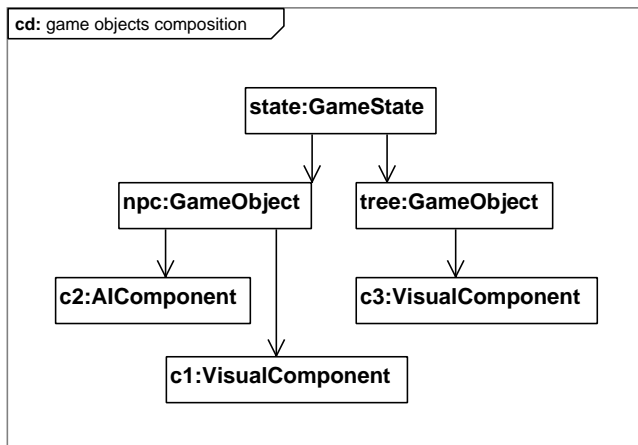 cd: game objects composition
state:GameState
npc:GameObject
tree:GameObject
c2:AIComponent
c3:VisualComponent
c1:VisualComponent